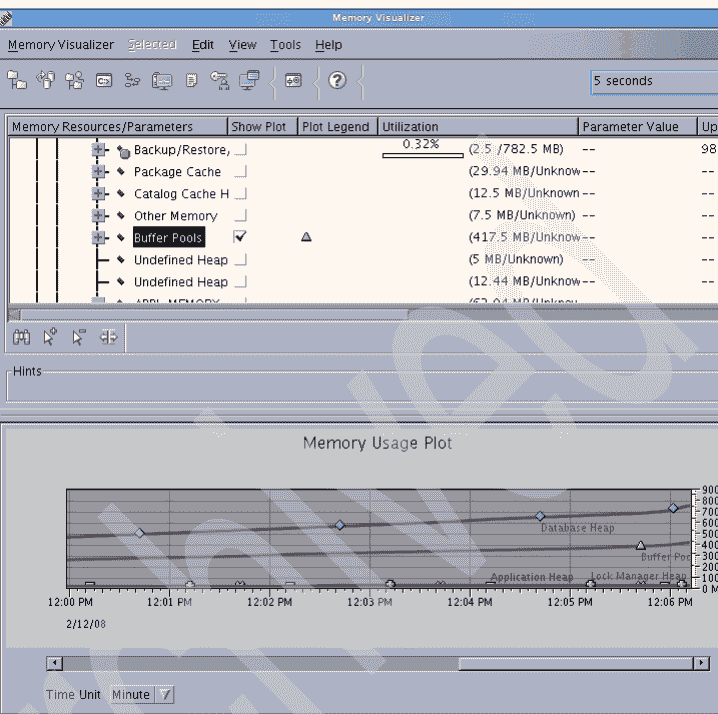 Memory Visualizer
Memory Visualizer Selected Edit View Tools Help
5 seconds
Memory Resources/Parameters Show Plot Plot Legend Utilization Parameter Value Up
Backup/Restore, 0.32% (2.5 /782.5 MB) -- 98
Package Cache (29.94 MB/Unknow -- --
Catalog Cache H (12.5 MB/Unknown -- --
Other Memory (7.5 MB/Unknown) -- --
Buffer Pools (417.5 MB/Unknow -- --
Undefined Heap (5 MB/Unknown) -- --
Undefined Heap (12.44 MB/Unknow -- --
Hints
Memory Usage Plot
900
800
700
600
500
400
300
200
100
0 M
Database Heap
Buffer Poo
Application Heap Lock Manager Heap
12:00 PM 12:01 PM 12:02 PM 12:03 PM 12:04 PM 12:05 PM 12:06 PM
2/12/08
Time Unit Minute